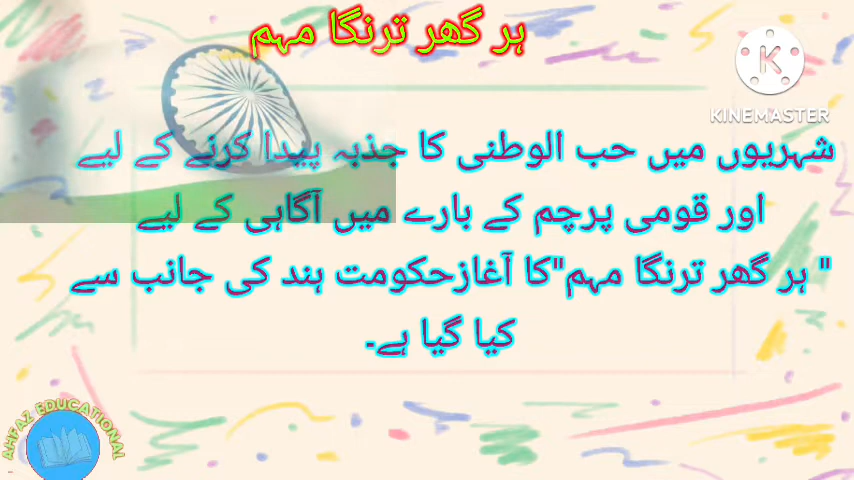 ہر گھر ترنگا مہم
KINEMASTER
شہریوں میں حب الوطنی کا جذبہ پیدا کرنے کے لیے
اور قومی پرچم کے بارے میں آگاہی کے لیے
" ہر گھر ترنگا مہم"کا آغازحکومت ہند کی جانب سے
کیا گیا ہے۔
AHFAZ EDUCATIONAL